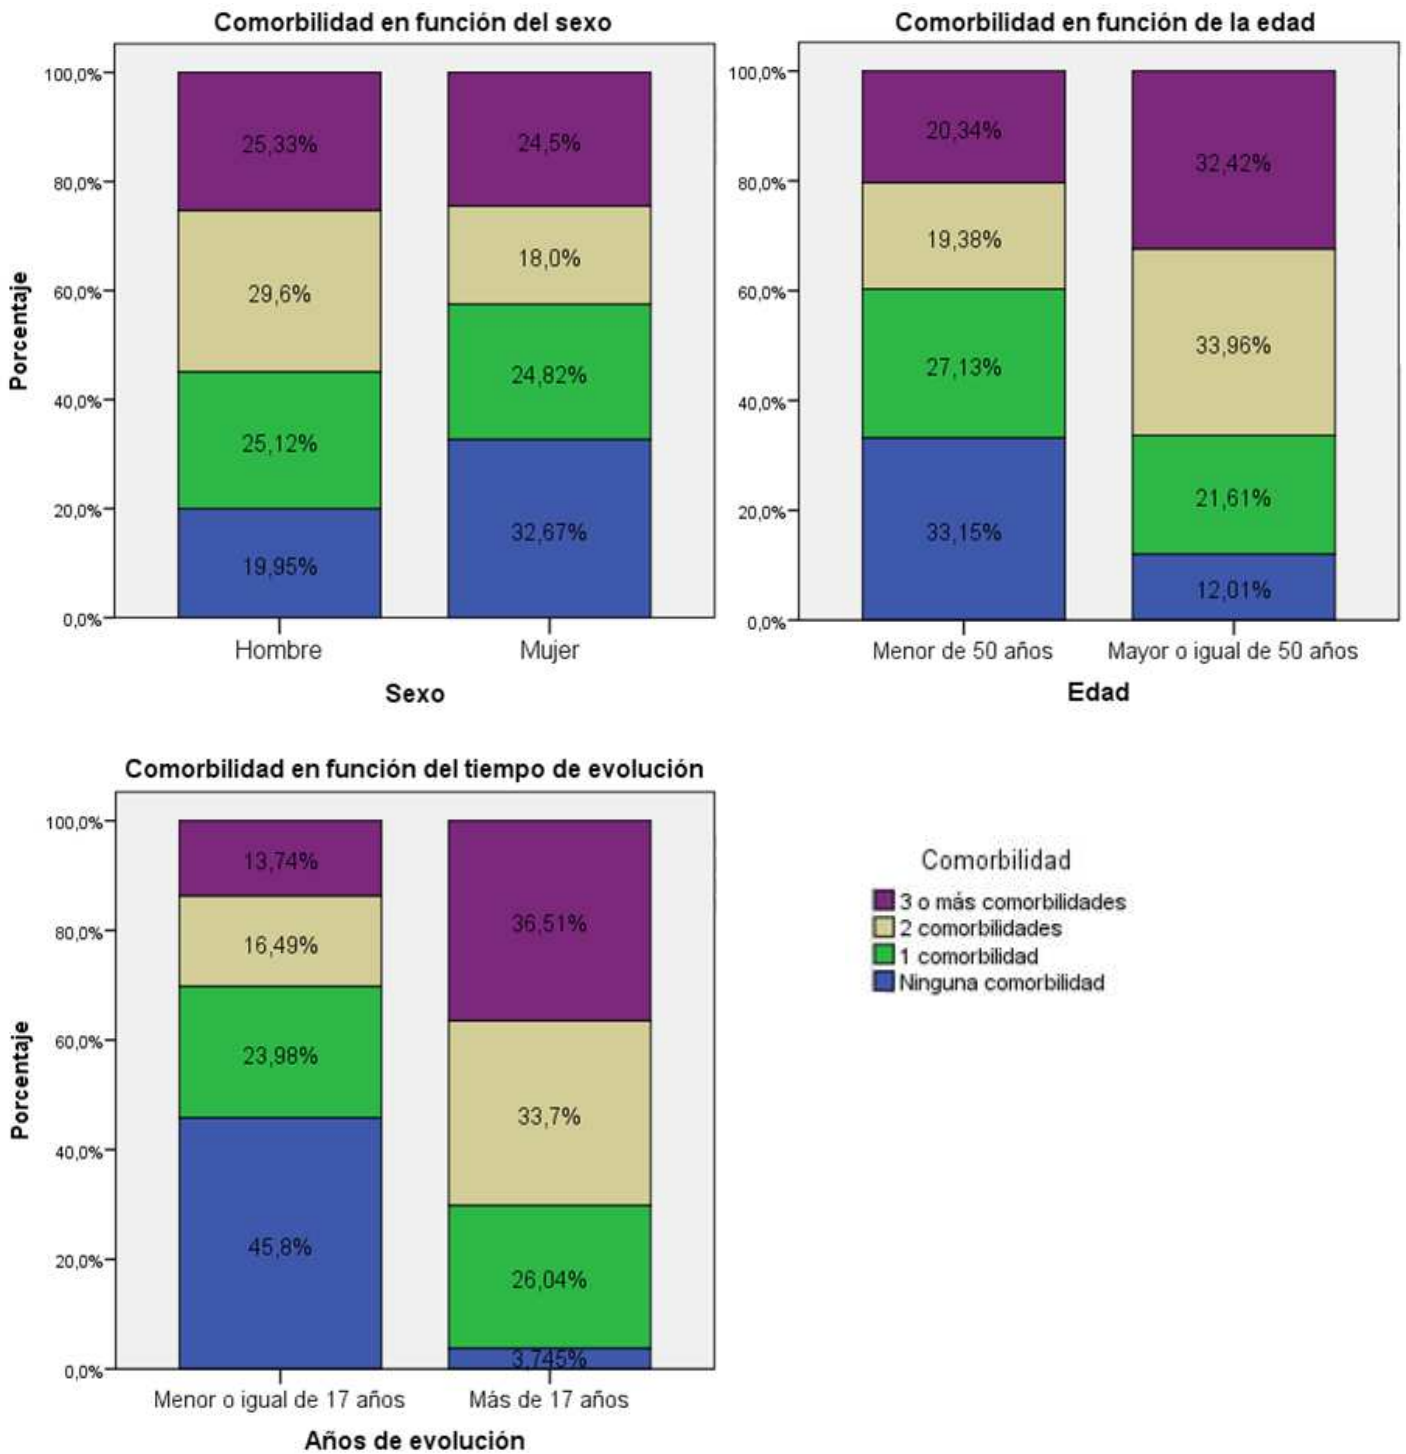 Comorbilidad en función del sexo
100,0%
80,0%
60,0%
40,0%
20,0%
0,0%
Porcentaje
25,33%
29,6%
25,12%
19,95%
24,5%
18,0%
24,82%
32,67%
Hombre
Mujer
Sexo
Comorbilidad en función de la edad
100,0%
80,0%
60,0%
40,0%
20,0%
0,0%
20,34%
19,38%
27,13%
33,15%
32,42%
33,96%
21,61%
12,01%
Menor de 50 años
Mayor o igual de 50 años
Edad
Comorbilidad en función del tiempo de evolución
100,0%
80,0%
60,0%
40,0%
20,0%
0,0%
Porcentaje
13,74%
16,49%
23,98%
45,8%
36,51%
33,7%
26,04%
3,745%
Menor o igual de 17 años
Más de 17 años
Años de evolución
Comorbilidad
3 o más comorbilidades
2 comorbilidades
1 comorbilidad
Ninguna comorbilidad